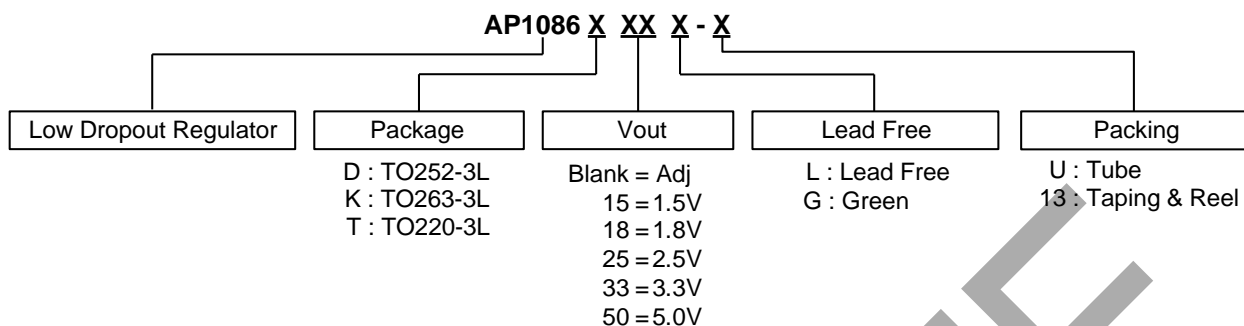 AP1086 X XX X - X
Low Dropout Regulator
Package
D : TO252-3L
K : TO263-3L
T : TO220-3L
Vout
Blank = Adj
15 = 1.5V
18 = 1.8V
25 = 2.5V
33 = 3.3V
50 = 5.0V
Lead Free
L : Lead Free
G : Green
Packing
U : Tube
13 : Taping & Reel